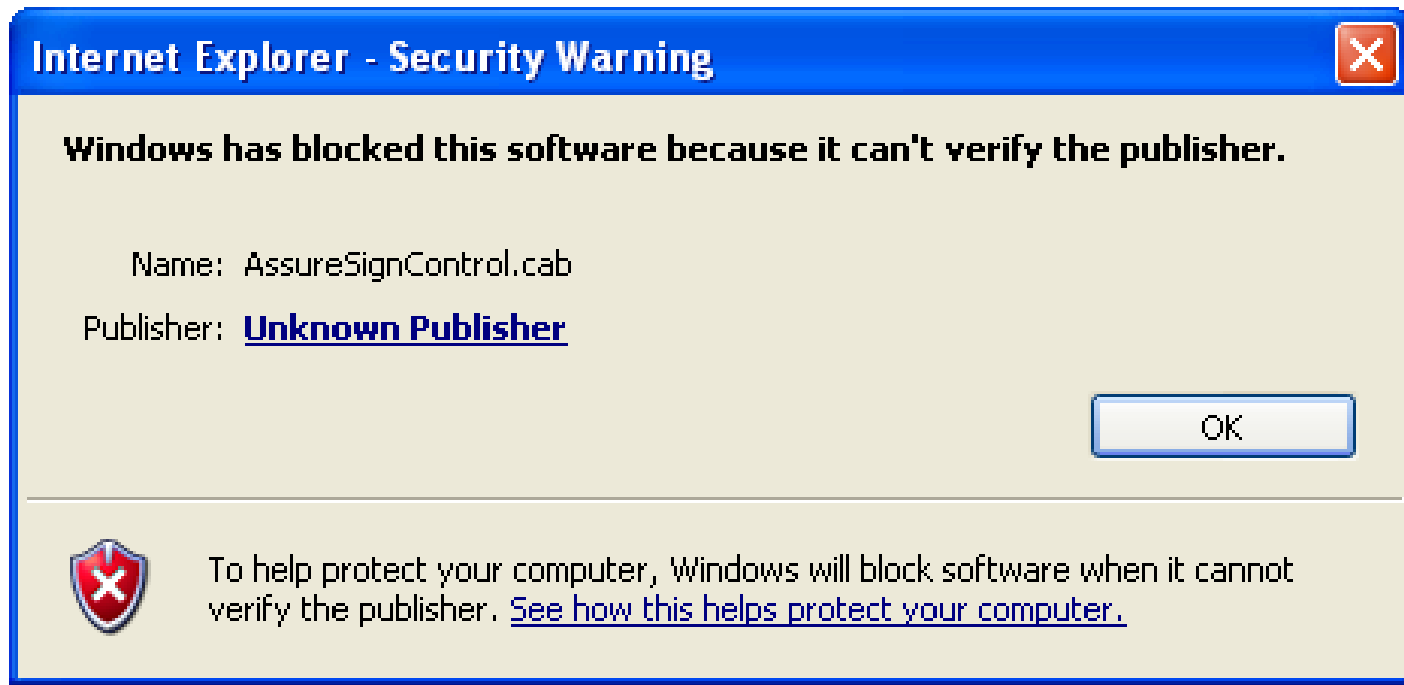 Internet Explorer - Security Warning
Windows has blocked this software because it can't verify the publisher.
Name: AssureSignControl.cab
Publisher: Unknown Publisher
OK
To help protect your computer, Windows will block software when it cannot
verify the publisher. See how this helps protect your computer.